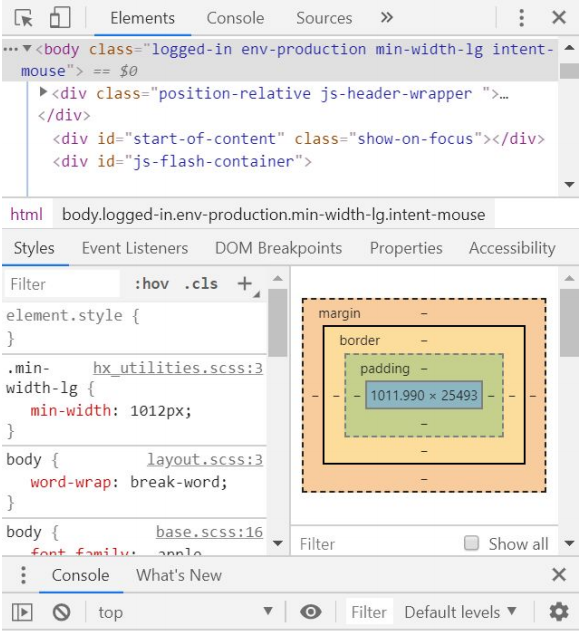 Elements Console Sources »
<body class="logged-in env-production min-width-lg intent-
mouse"> == $0
<div class="position-relative js-header-wrapper ">…
</div>
<div id="start-of-content" class="show-on-focus"></div>
<div id="js-flash-container">
html body.logged-in.env-production.min-width-lg.intent-mouse
Styles Event Listeners DOM Breakpoints Properties Accessibility
Filter :hov .cls +
element.style {
}
.min- hx_utilities.scss:3
width-lg {
min-width: 1012px;
}
body { layout.scss:3
word-wrap: break-word;
}
body { base.scss:16
font-family: -apple-
margin –
border –
padding –
– – – 1011.990 × 25493 – – –
–
–
–
Filter Show all
Console What's New
top Filter Default levels